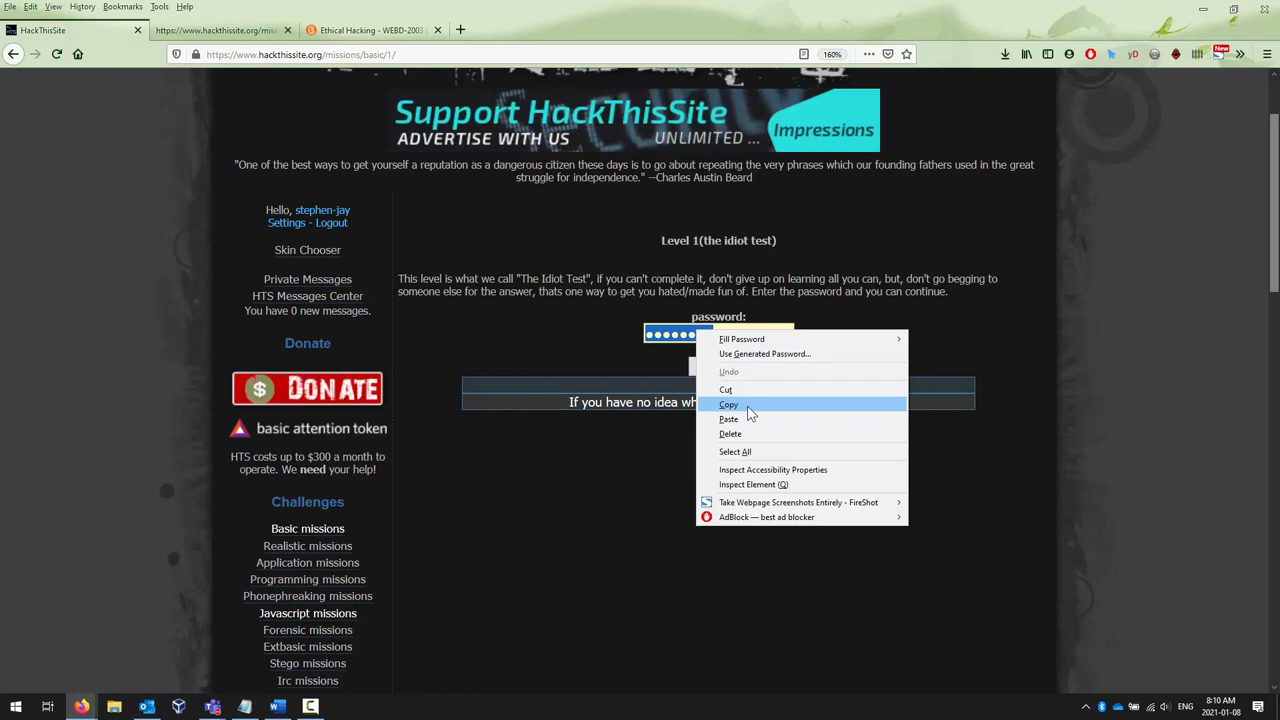 File Edit View History Bookmarks Tools Help
HackThisSite
https://www.hackthissite.org/mis
Ethical Hacking - WEBD-2003
https://www.hackthissite.org/missions/basic/1/
160%
yD
New
Support HackThisSite
ADVERTISE WITH US UNLIMITED ... Impressions
"One of the best ways to get yourself a reputation as a dangerous citizen these days is to go about repeating the very phrases which our founding fathers used in the great
struggle for independence." --Charles Austin Beard
Hello, stephen-jay
Settings - Logout
Skin Chooser
Private Messages
HTS Messages Center
You have 0 new messages.
Donate
$ DONATE
basic attention token
HTS costs up to $300 a month to
operate. We need your help!
Challenges
Basic missions
Realistic missions
Application missions
Programming missions
Phonephreaking missions
Javascript missions
Forensic missions
Extbasic missions
Stego missions
Irc missions
Level 1(the idiot test)
This level is what we call "The Idiot Test", if you can't complete it, don't give up on learning all you can, but, don't go begging to
someone else for the answer, thats one way to get you hated/made fun of. Enter the password and you can continue.
password:
If you have no idea wh
Fill Password
Use Generated Password...
Undo
Cut
Copy
Paste
Delete
Select All
Inspect Accessibility Properties
Inspect Element (Q)
Take Webpage Screenshots Entirely - FireShot
AdBlock — best ad blocker
ENG
8:10 AM
2021-01-08